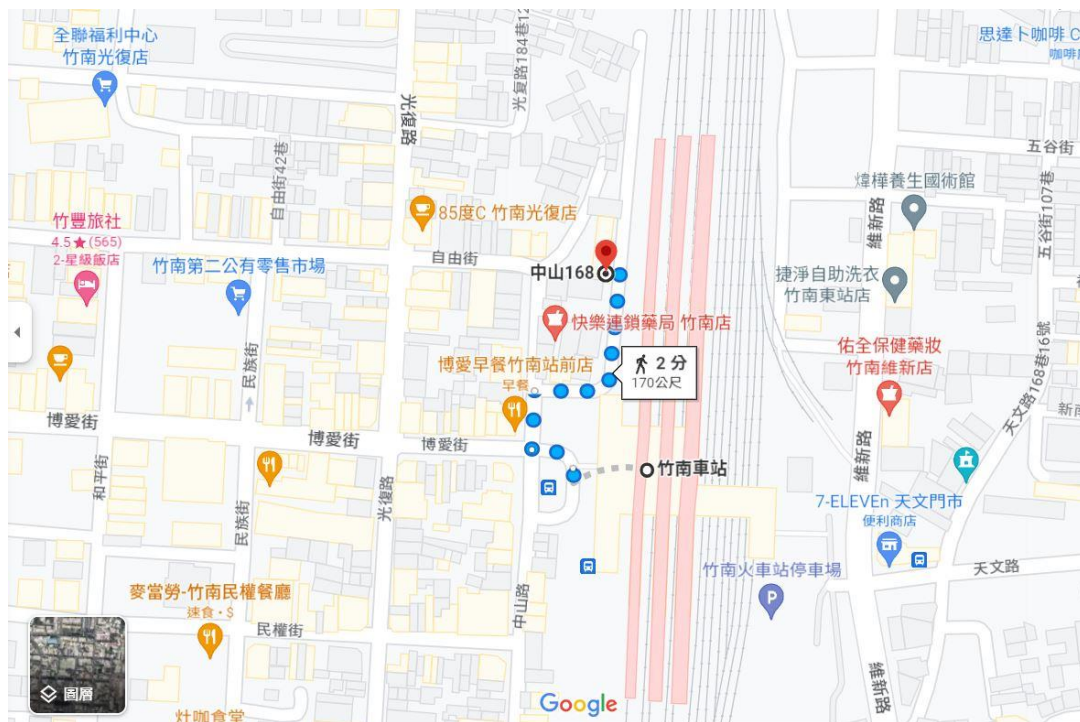 全聯福利中心
竹南光復店
光復路184巷12
思達卜咖啡 C
咖啡
光復路
五谷街
自由街42巷
煒樺養生國術館
五谷街107巷
竹豐旅社
4.5★(565)
2-星級飯店
85度C 竹南光復店
維新路
自由街
竹南第二公有零售市場
中山168
捷淨自助洗衣
竹南東站店
快樂連鎖藥局 竹南店
天文路168巷16號
佑全保健藥妝
竹南維新店
博愛早餐竹南站前店
早餐
2 分
170公尺
民族街
博愛街
博愛街
博愛街
維新路
和平街
竹南車站
光復路
民族街
7-ELEVEn 天文門市
便利商店
竹南火車站停車場
天文路
P
麥當勞-竹南民權餐廳
速食・$
中山路
民權街
維新路
圖層
Google
灶咖食堂